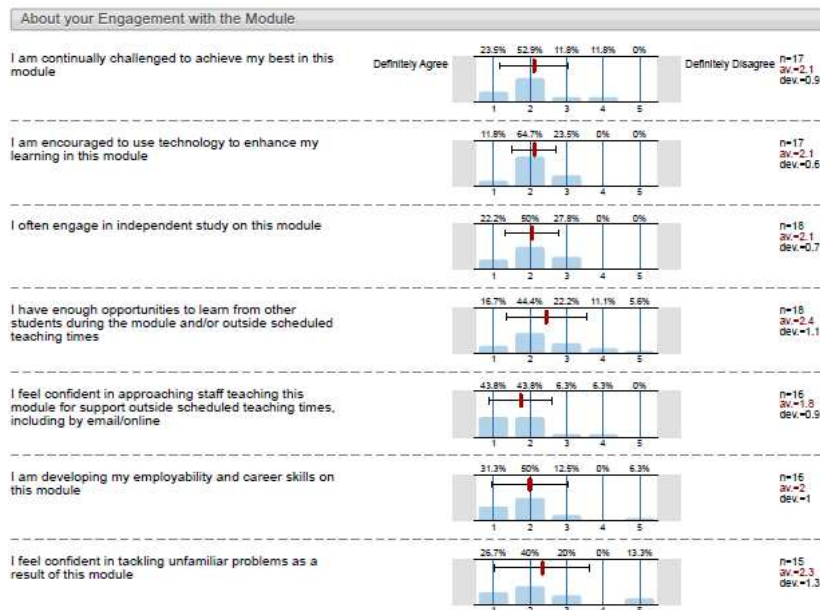 About your Engagement with the Module
23.5% 52.9% 11.8% 11.8% 0%
I am continually challenged to achieve my best in this
module
Definitely Agree
Definitely Disagree
n=17
av.=2.1
dev.=0.9
1 2 3 4 5
11.8% 64.7% 23.5% 0% 0%
I am encouraged to use technology to enhance my
learning in this module
n=17
av.=2.1
dev.=0.6
1 2 3 4 5
22.2% 50% 27.8% 0% 0%
I often engage in independent study on this module
n=18
av.=2.1
dev.=0.7
1 2 3 4 5
16.7% 44.4% 22.2% 11.1% 5.6%
I have enough opportunities to learn from other
students during the module and/or outside scheduled
teaching times
n=18
av.=2.4
dev.=1.1
1 2 3 4 5
43.8% 43.8% 6.3% 6.3% 0%
I feel confident in approaching staff teaching this
module for support outside scheduled teaching times,
including by email/online
n=16
av.=1.8
dev.=0.9
1 2 3 4 5
31.3% 50% 12.5% 0% 6.3%
I am developing my employability and career skills on
this module
n=16
av.=2
dev.=1
1 2 3 4 5
26.7% 40% 20% 0% 13.3%
I feel confident in tackling unfamiliar problems as a
result of this module
n=15
av.=2.3
dev.=1.3